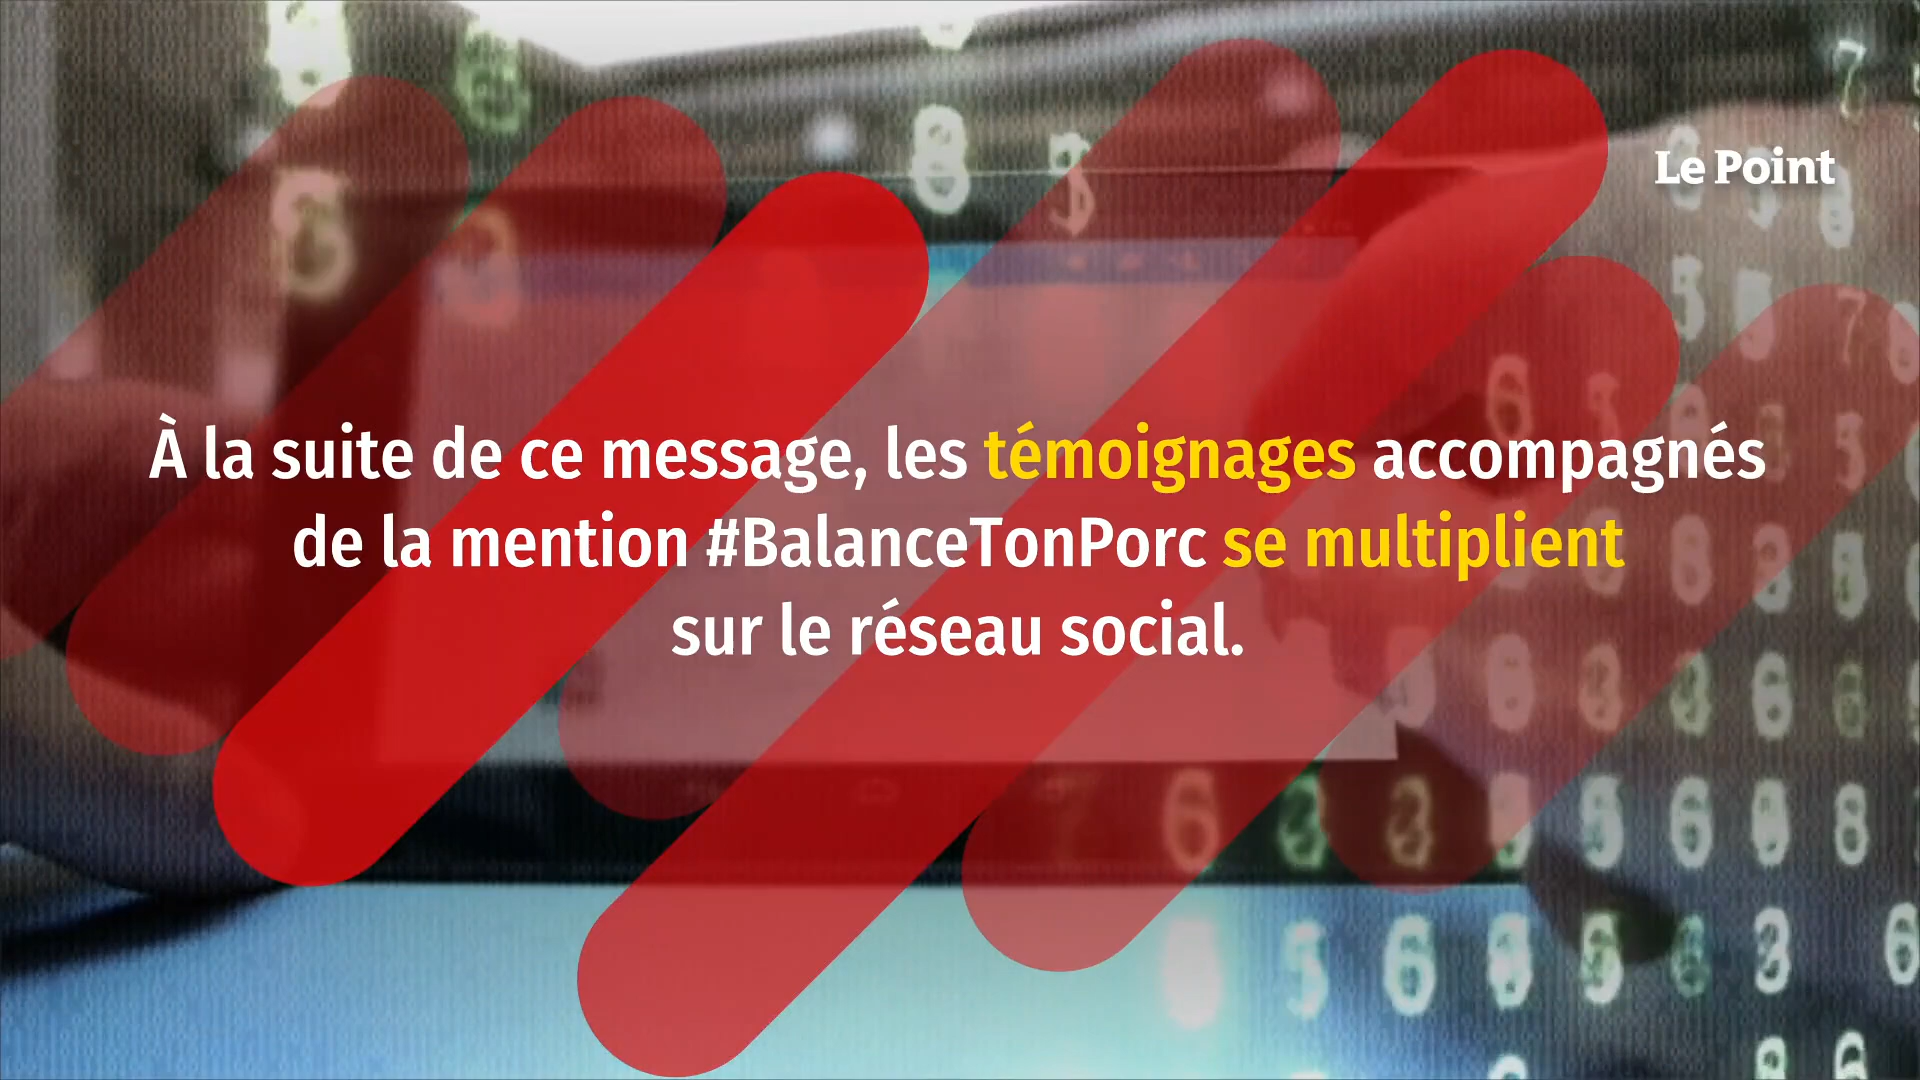 Le Point
À la suite de ce message, les témoignages accompagnés
de la mention #BalanceTonPorc se multiplient
sur le réseau social.